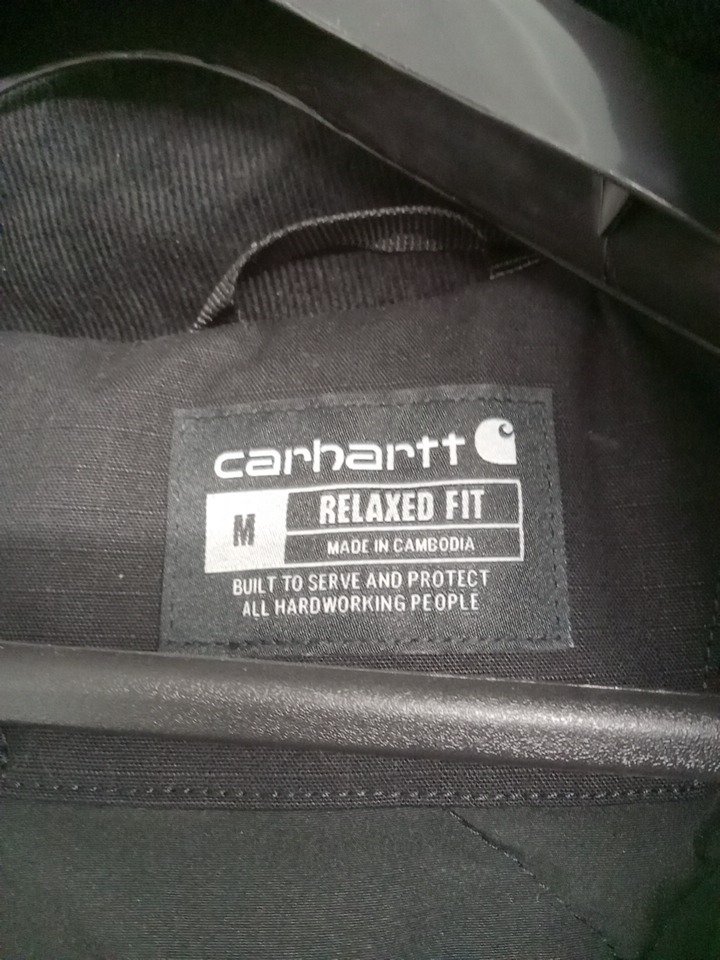 carhartt
M
RELAXED FIT
MADE IN CAMBODIA
BUILT TO SERVE AND PROTECT
ALL HARDWORKING PEOPLE